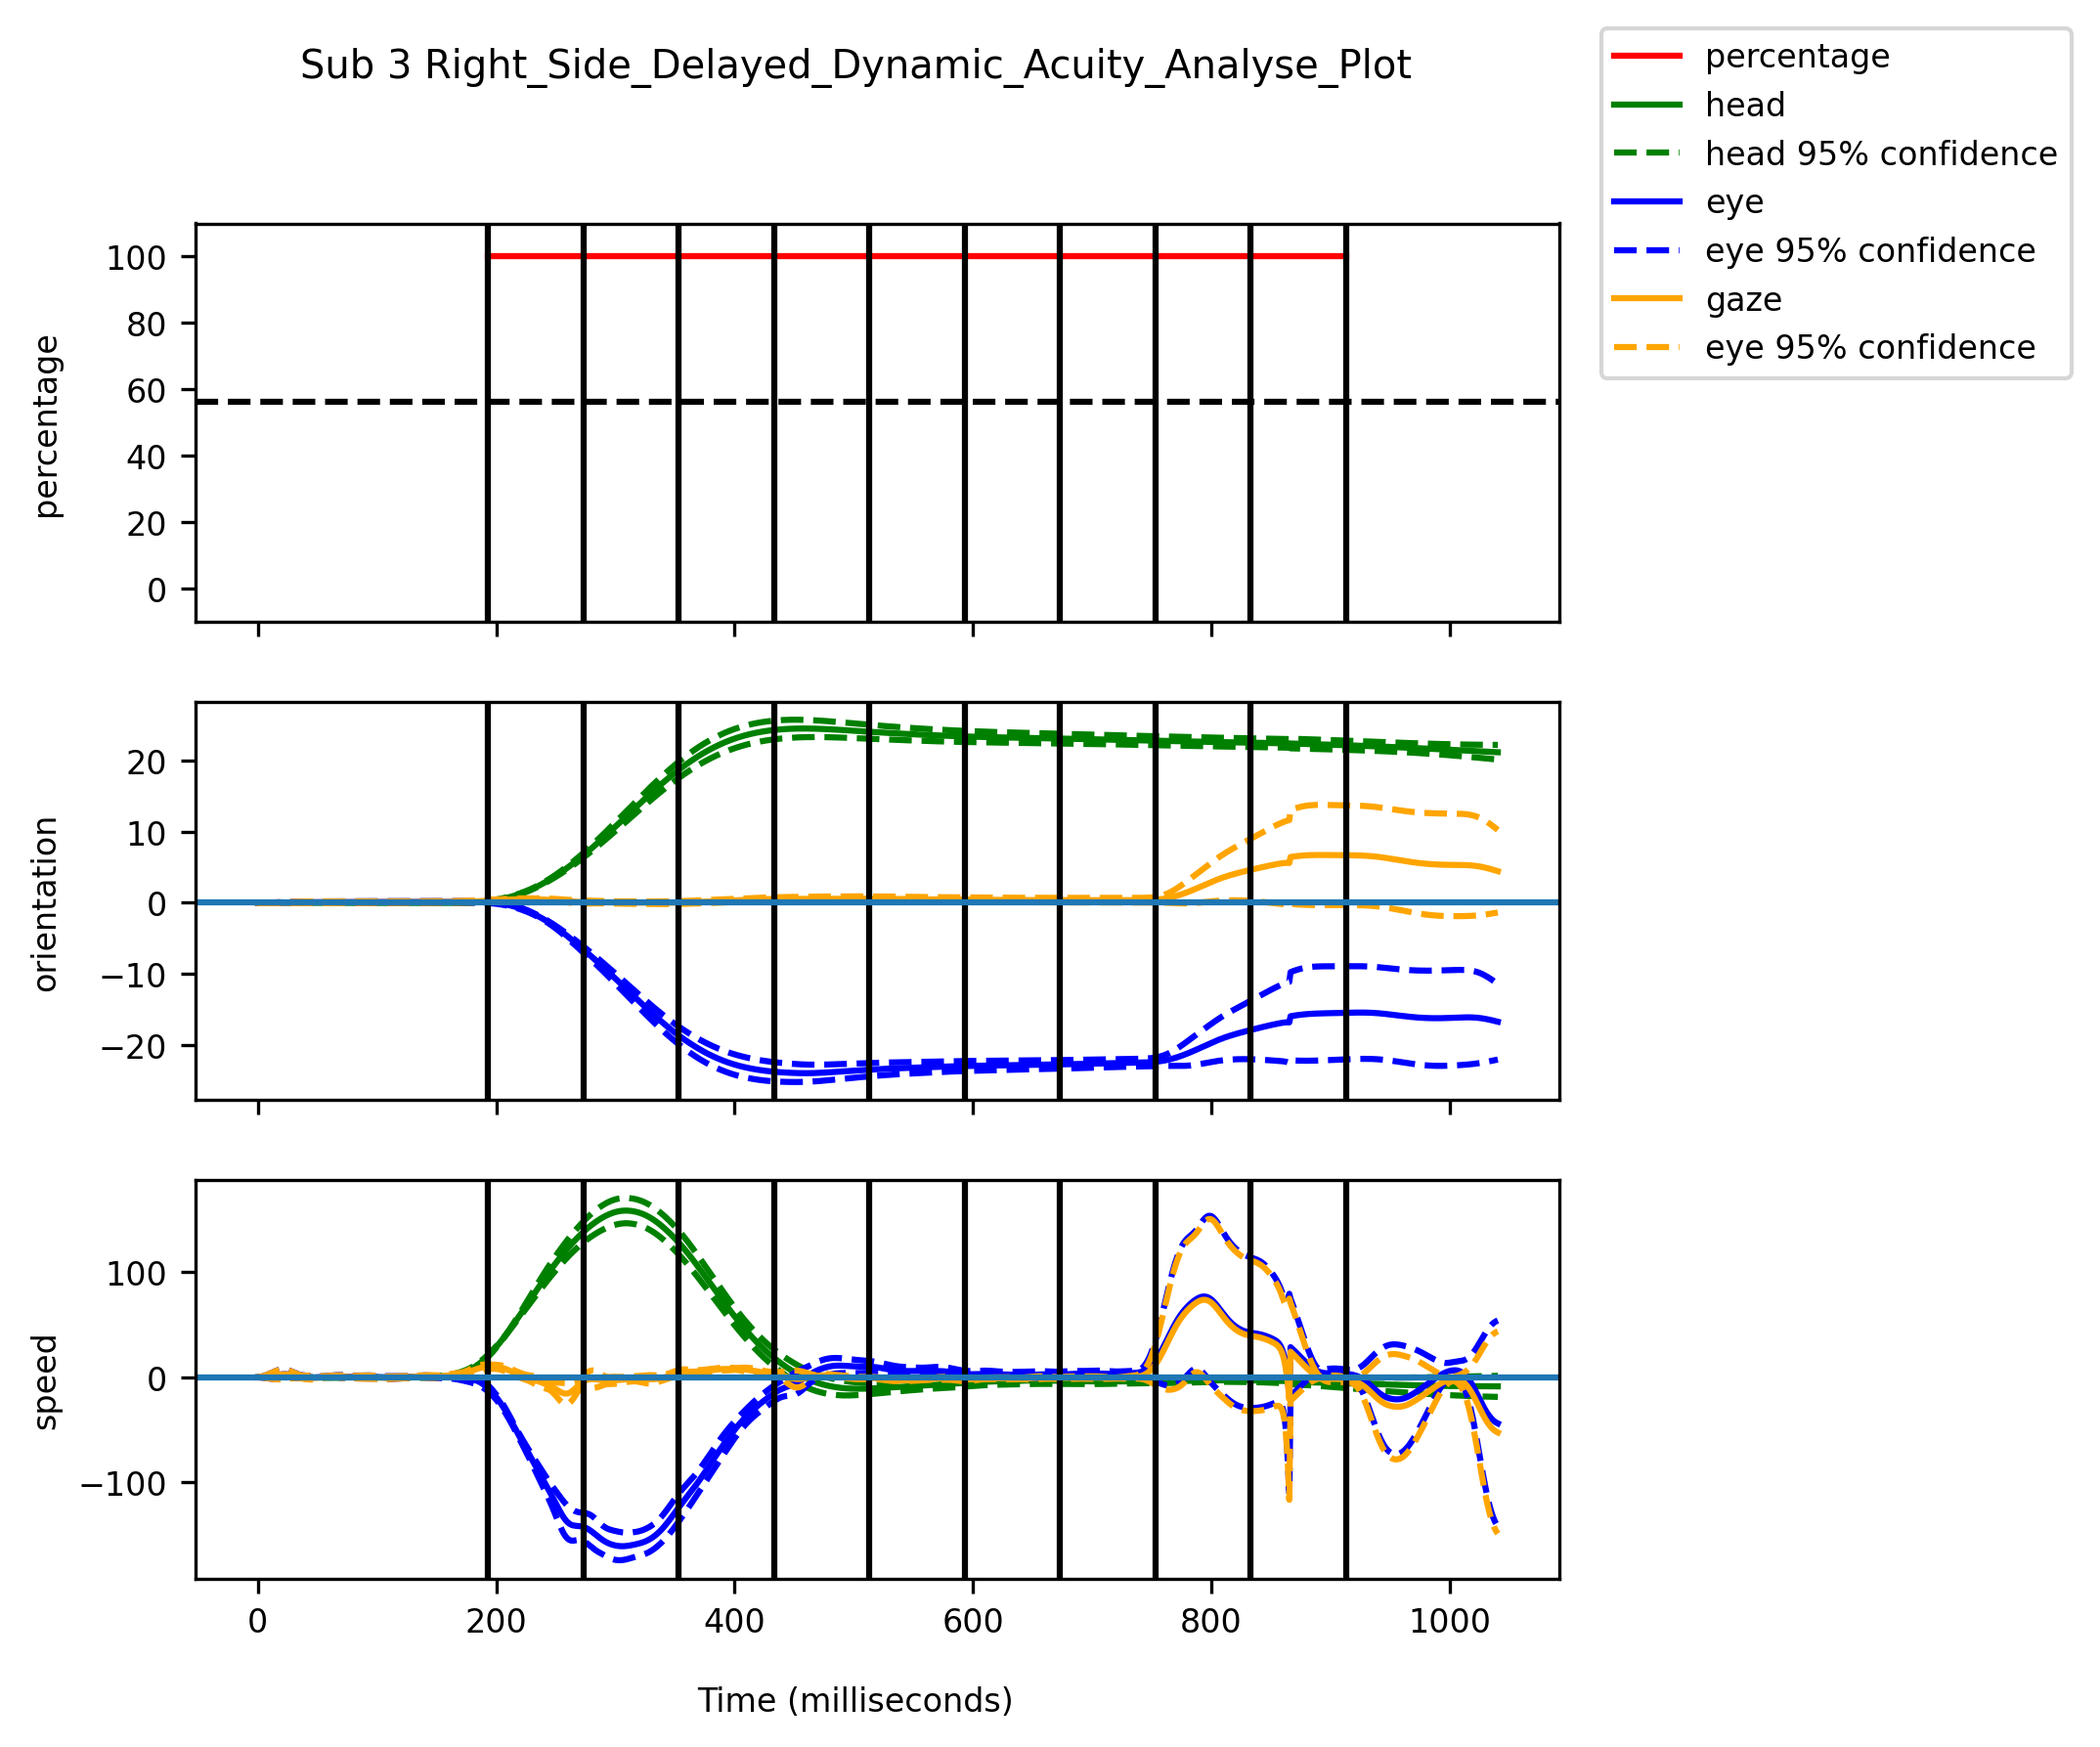 Sub 3 Right_Side_Delayed_Dynamic_Acuity_Analyse_Plot
percentage
head
head 95% confidence
eye
eye 95% confidence
gaze
eye 95% confidence
percentage
100
80
60
40
20
0
orientation
20
10
0
−10
−20
speed
100
0
−100
0 200 400 600 800 1000
Time (milliseconds)